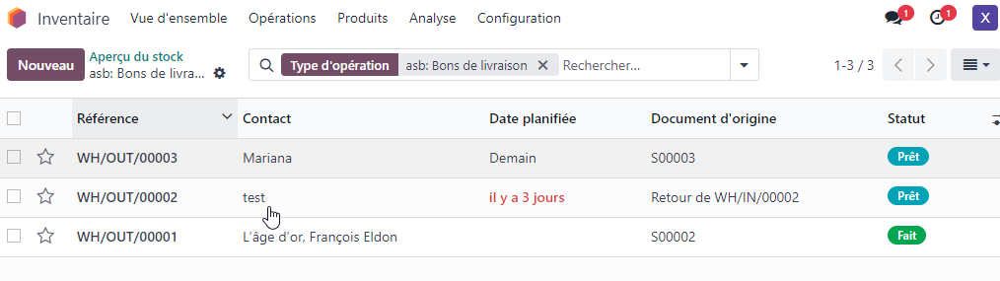 Inventaire Vue d'ensemble Opérations Produits Analyse Configuration 1 1 X
Nouveau Aperçu du stock
asb: Bons de livra... Type d'opération asb: Bons de livraison Rechercher... 1-3 / 3
Référence Contact Date planifiée Document d'origine Statut
WH/OUT/00003 Mariana Demain S00003 Prêt
WH/OUT/00002 test il y a 3 jours Retour de WH/IN/00002 Prêt
WH/OUT/00001 L'âge d'or, François Eldon S00002 Fait